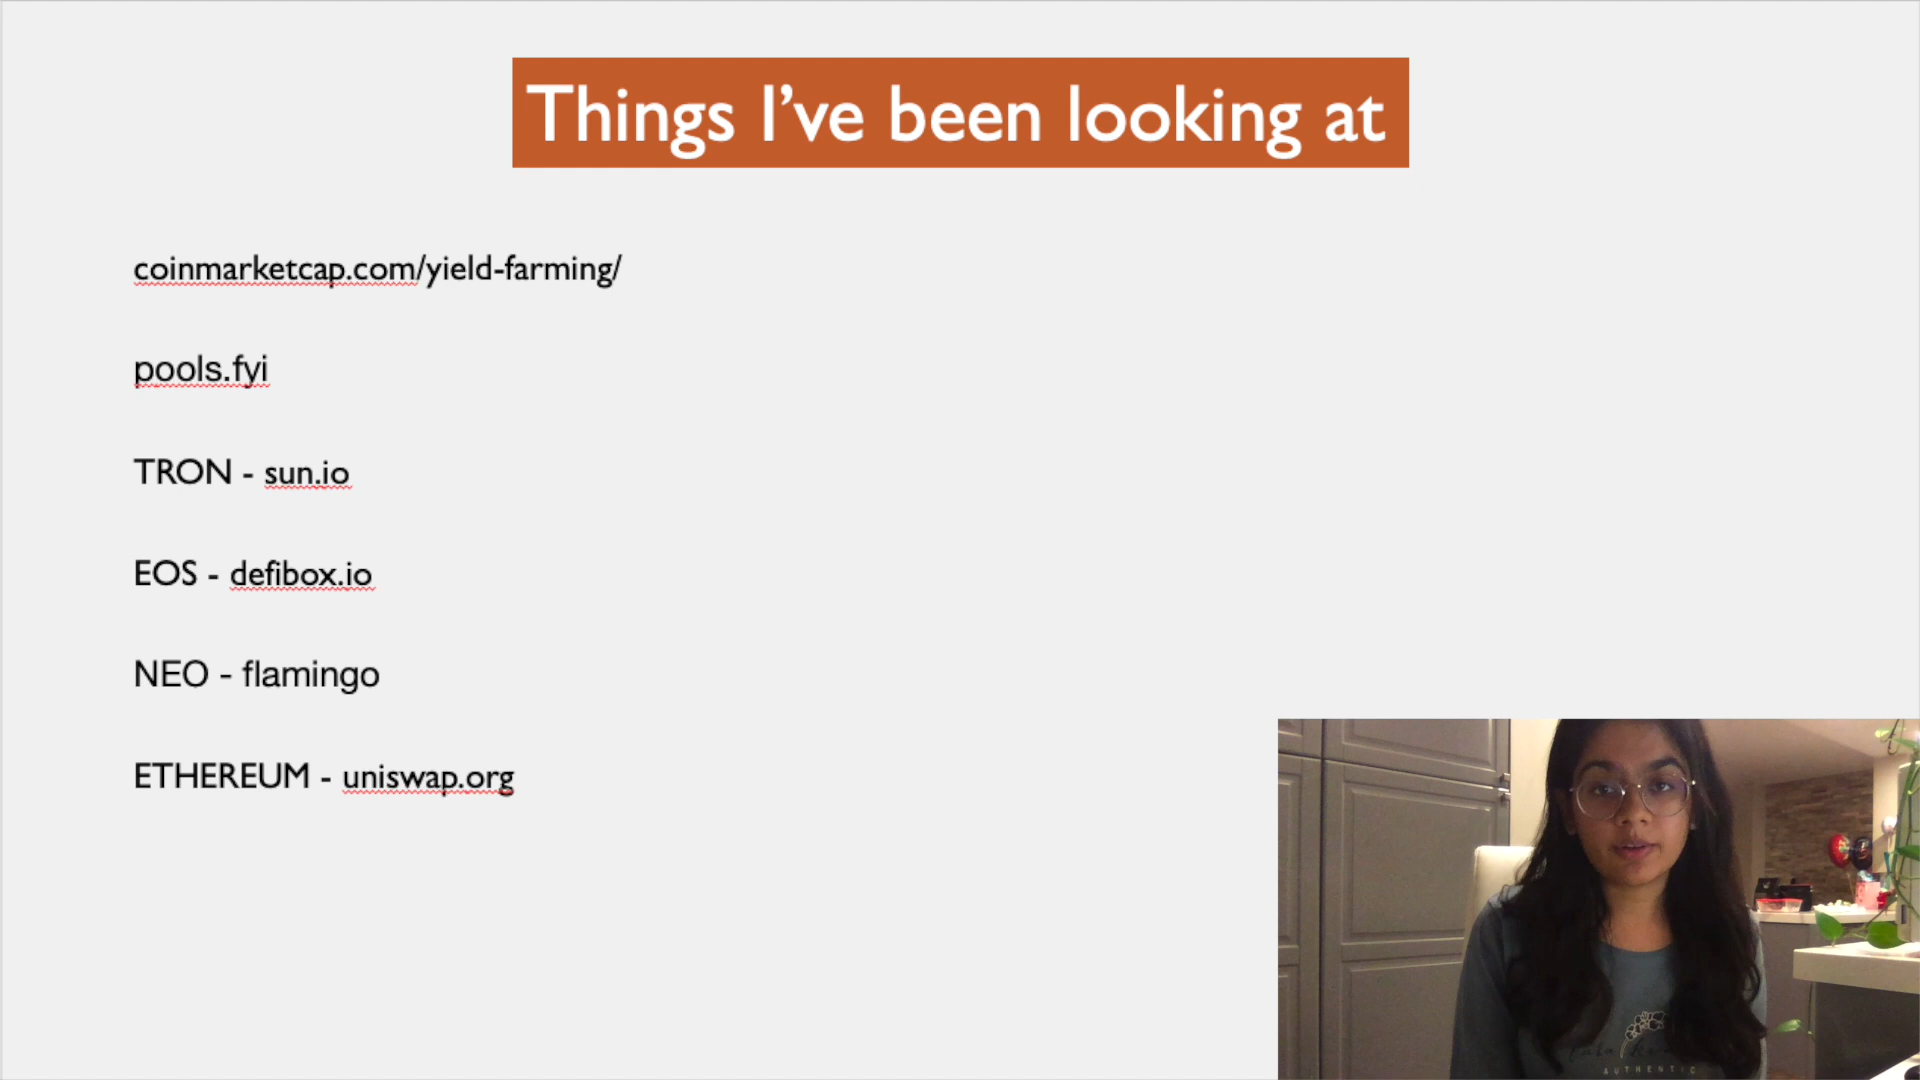 Things I’ve been looking at
coinmarketcap.com/yield-farming/
pools.fyi
TRON - sun.io
EOS - defibox.io
NEO - flamingo
ETHEREUM - uniswap.org
AUTHENTIC